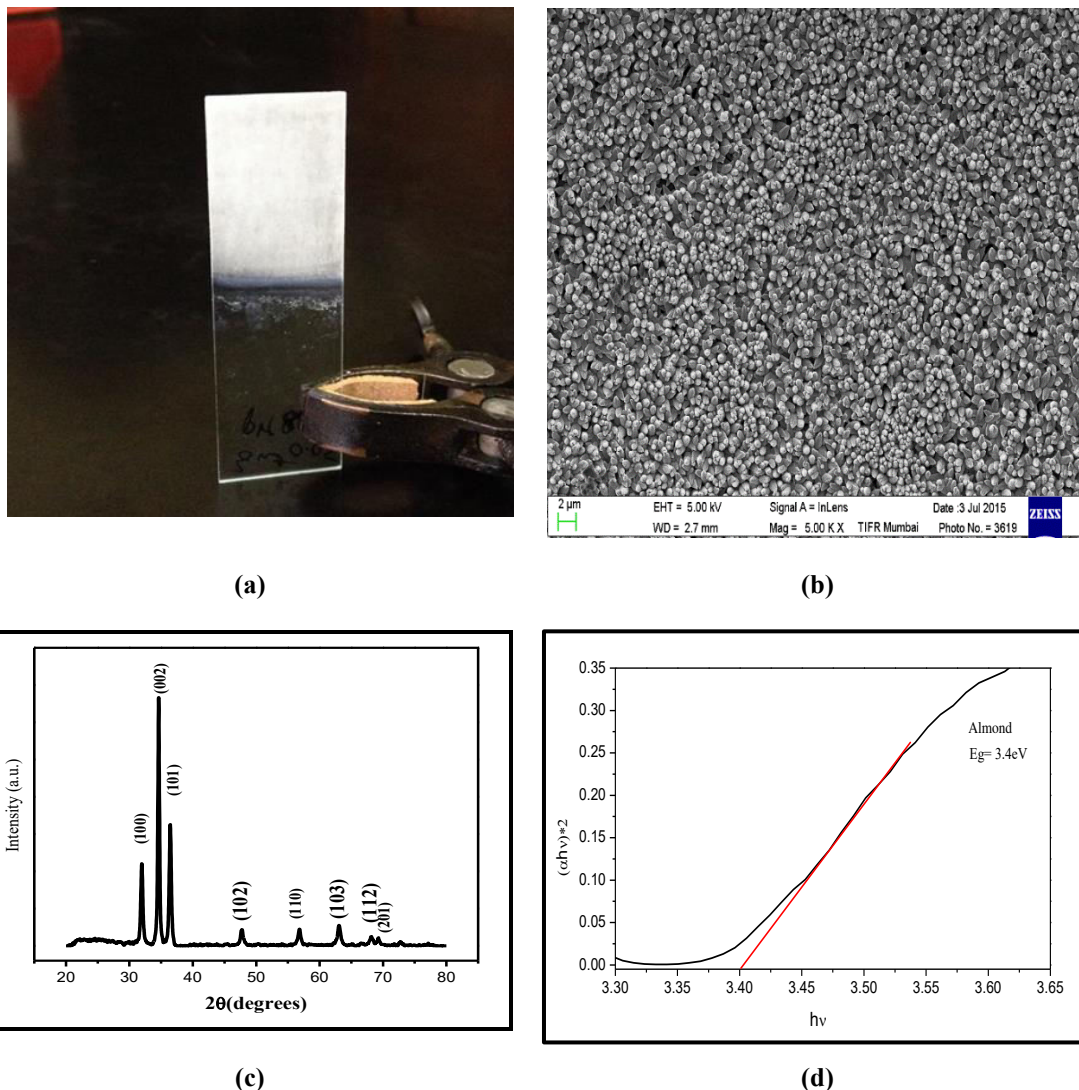 2 µm
EHT = 5.00 kV Signal A = InLens Date :3 Jul 2015
WD = 2.7 mm Mag = 5.00 K X TIFR Mumbai Photo No. = 3619
ZEISS
(a)
(b)
(100)
(002)
(101)
(102)
(110)
(103)
(112)
(201)
Intensity (a.u.)
20 30 40 50 60 70 80
2θ(degrees)
0.35
0.30
0.25
0.20
0.15
0.10
0.05
0.00
(αhν)*2
Almond
Eg= 3.4eV
3.30 3.35 3.40 3.45 3.50 3.55 3.60 3.65
hν
(c)
(d)